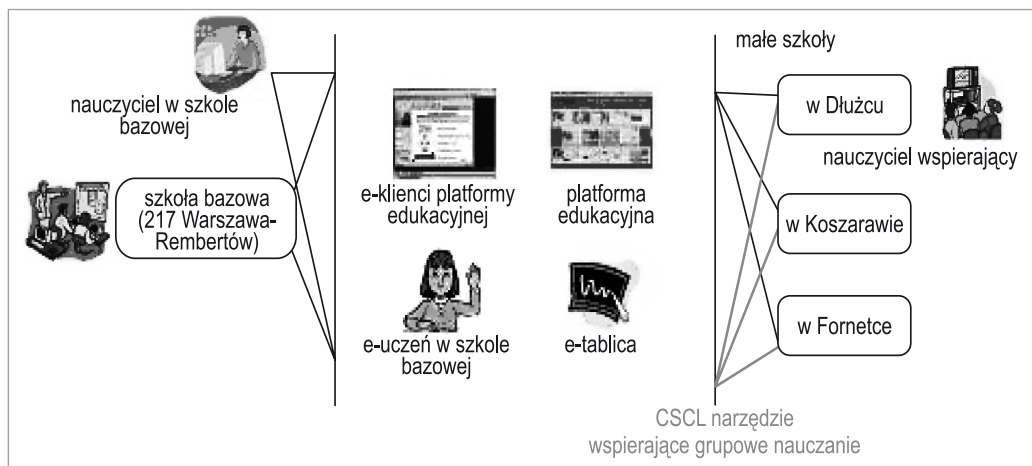 nauczyciel w szkole
bazowej
szkoła bazowa
(217 Warszawa-
Rembertów)
e-klienci platformy
edukacyjnej
platforma
edukacyjna
e-uczeń w szkole
bazowej
e-tablica
małe szkoły
w Dłużcu
nauczyciel wspierający
w Koszarawie
w Fornetce
CSCL narzędzie
wspierające grupowe nauczanie